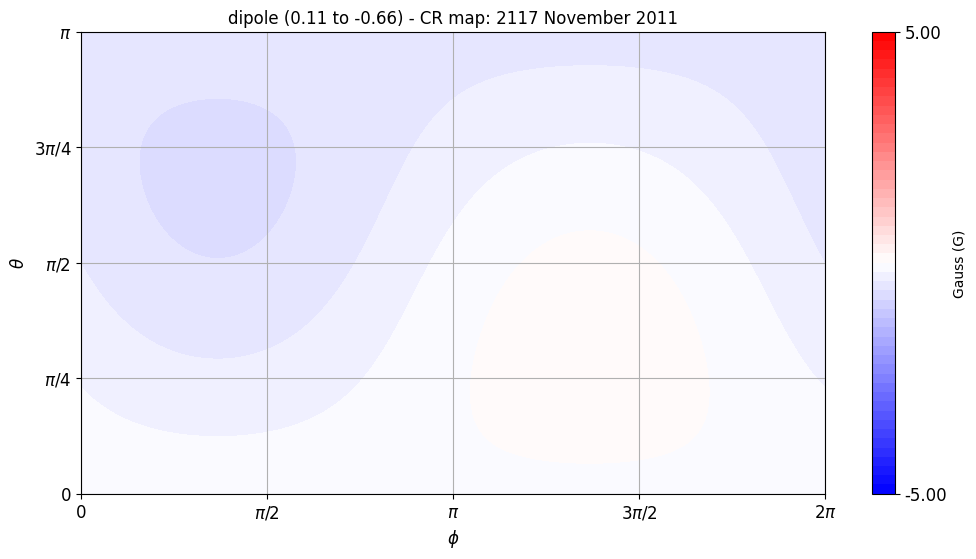 dipole (0.11 to -0.66) - CR map: 2117 November 2011
π
3π/4
π/2
π/4
0
θ
0
π/2
π
3π/2
2π
ϕ
5.00
-5.00
Gauss (G)